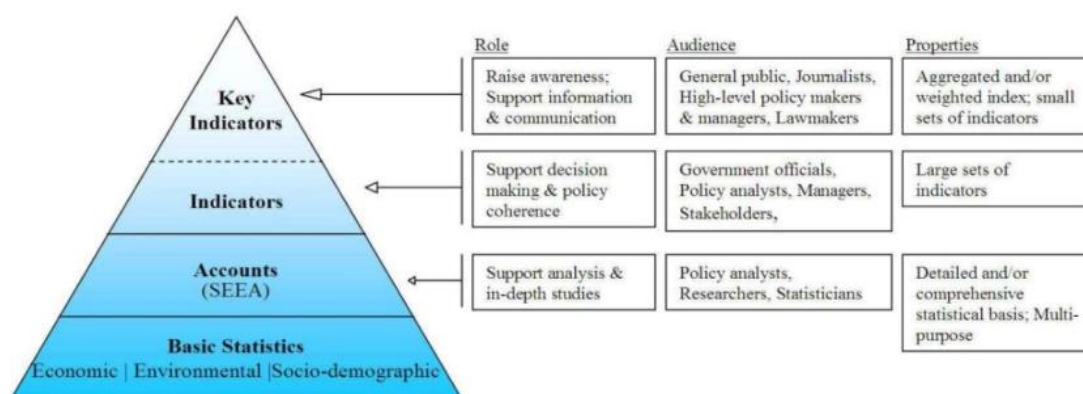 Role
Audience
Properties
Key
Indicators
Raise awareness;
Support information
& communication
General public, Journalists,
High-level policy makers
& managers, Lawmakers
Aggregated and/or
weighted index; small
sets of indicators
Indicators
Support decision
making & policy
coherence
Government officials,
Policy analysts, Managers,
Stakeholders,
Large sets of
indicators
Accounts
(SEEA)
Support analysis &
in-depth studies
Policy analysts,
Researchers, Statisticians
Detailed and/or
comprehensive
statistical basis; Multi-
purpose
Basic Statistics
Economic | Environmental |Socio-demographic